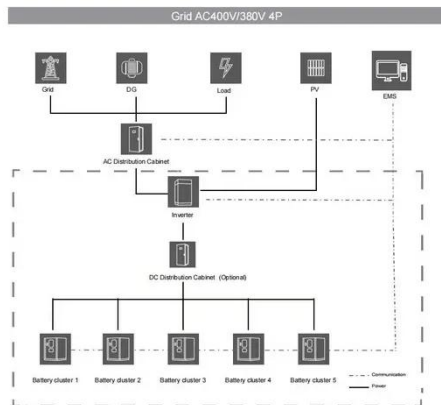 Grid AC400V/380V 4P
Grid
DG
Load
PV
EMS
AC Distribution Cabinet
Inverter
DC Distribution Cabinet (Optional)
Battery cluster 1
Battery cluster 2
Battery cluster 3
Battery cluster 4
Battery cluster 5
Communitation
Power